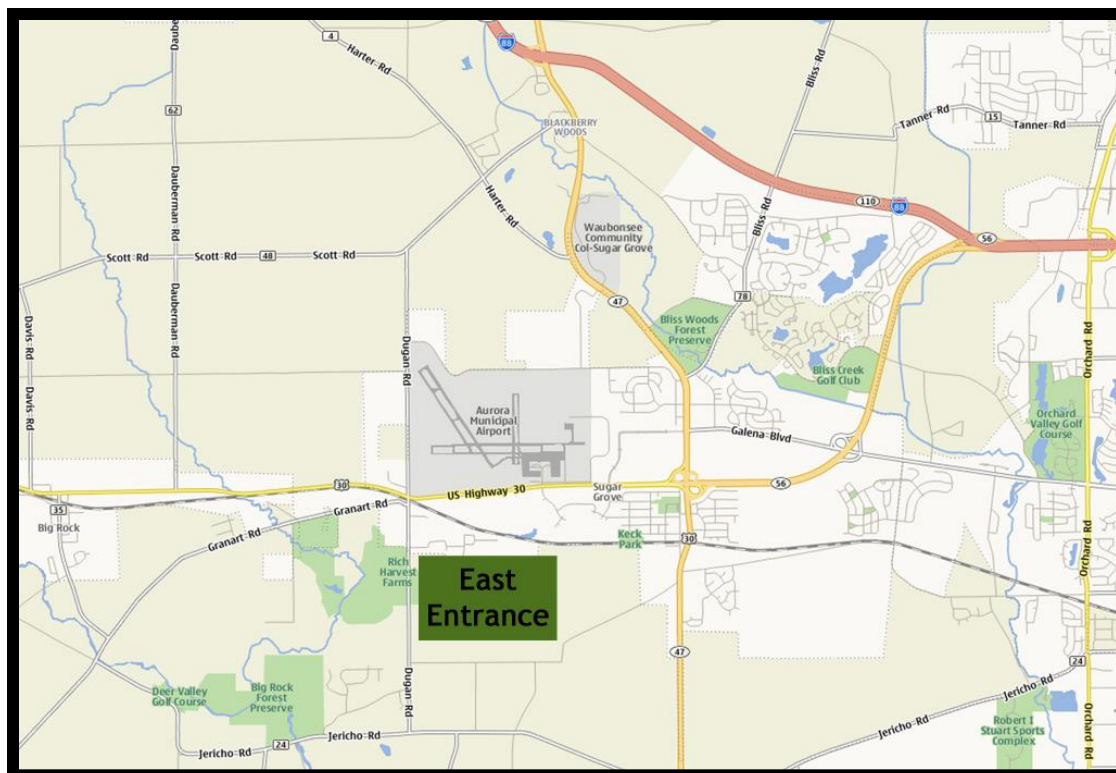 Dauber
4
Harter Rd
88
Bliss Rd
Tanner Rd
15
Tanner Rd
62
BLACKBERRY
WOODS
Dauberman Rd
Harter Rd
110
88
Waubonsee
Community
Col-Sugar Grove
Bliss Rd
56
Scott Rd
Scott Rd
48
Scott Rd
Dauberman Rd
47
78
Davis Rd
Bliss Woods
Forest
Preserve
Orchard Rd
Dugan Rd
Bliss Creek
Golf Club
Davis Rd
Aurora
Municipal
Airport
Galena Blvd
Orchard
Valley Golf
Course
30
US Highway 30
Sugar
Grove
56
35
Big Rock
Granart Rd
Granart Rd
Keck
Park
30
Orchard Rd
Rich
Harvest
Farms
East
Entrance
47
24
Dugan Rd
Deer Valley
Golf Course
Big Rock
Forest
Preserve
Jericho Rd
Jericho Rd
24
Jericho Rd
Jericho Rd
Robert I
Stuart Sports
Complex
Orchard Rd